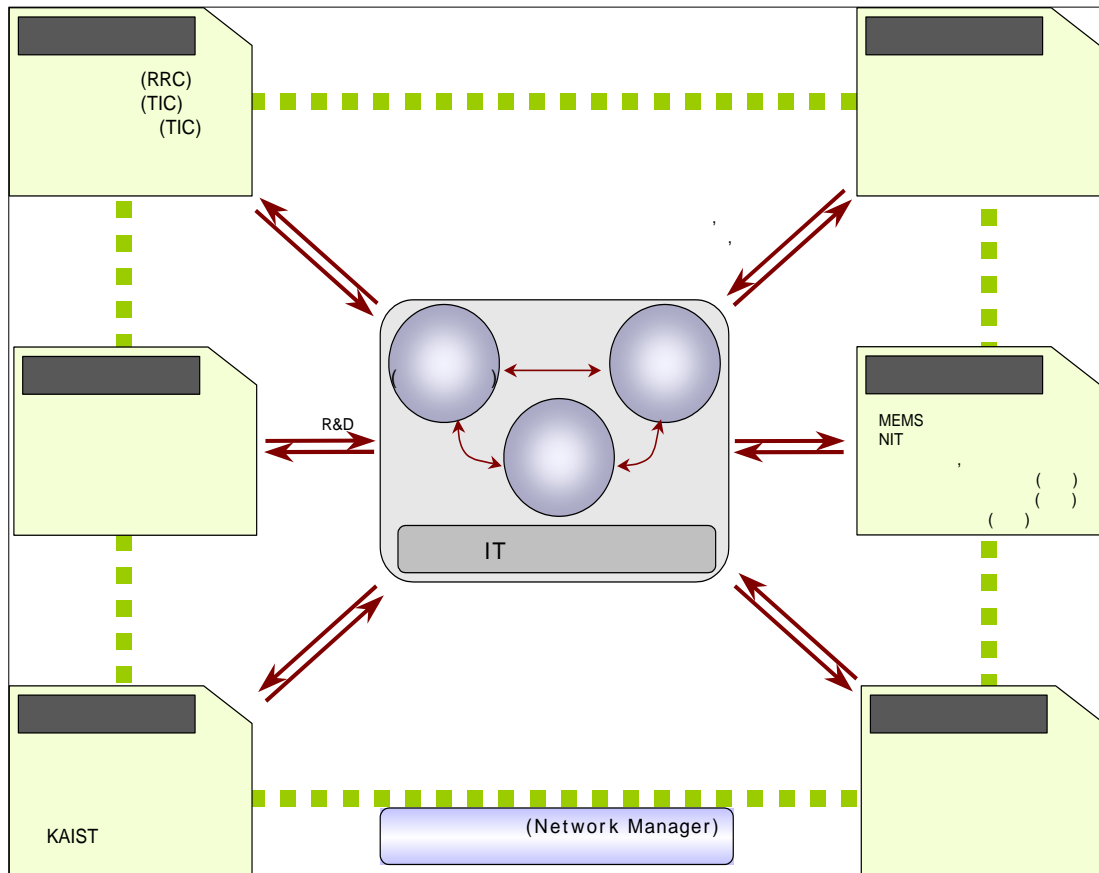 (RRC)
(TIC)
(TIC)
, 
,
( )
R&D
MEMS
NIT
,
( )
( )
( )
IT
KAIST
(Network Manager)